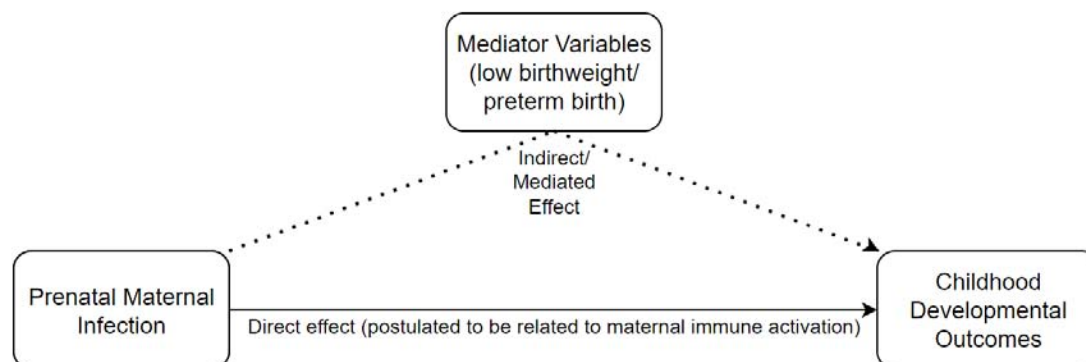 Mediator Variables
(low birthweight/
preterm birth)
Indirect/
Mediated
Effect
Prenatal Maternal
Infection
Direct effect (postulated to be related to maternal immune activation)
Childhood
Developmental
Outcomes